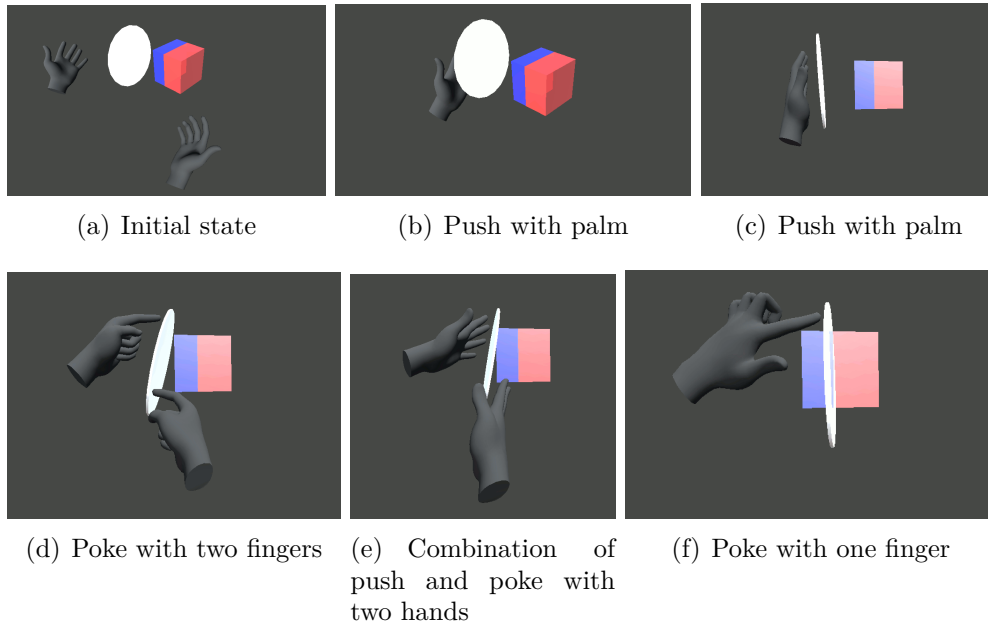 (a) Initial state
(b) Push with palm
(c) Push with palm
(d) Poke with two fingers
(e) Combination of
push and poke with
two hands
(f) Poke with one finger